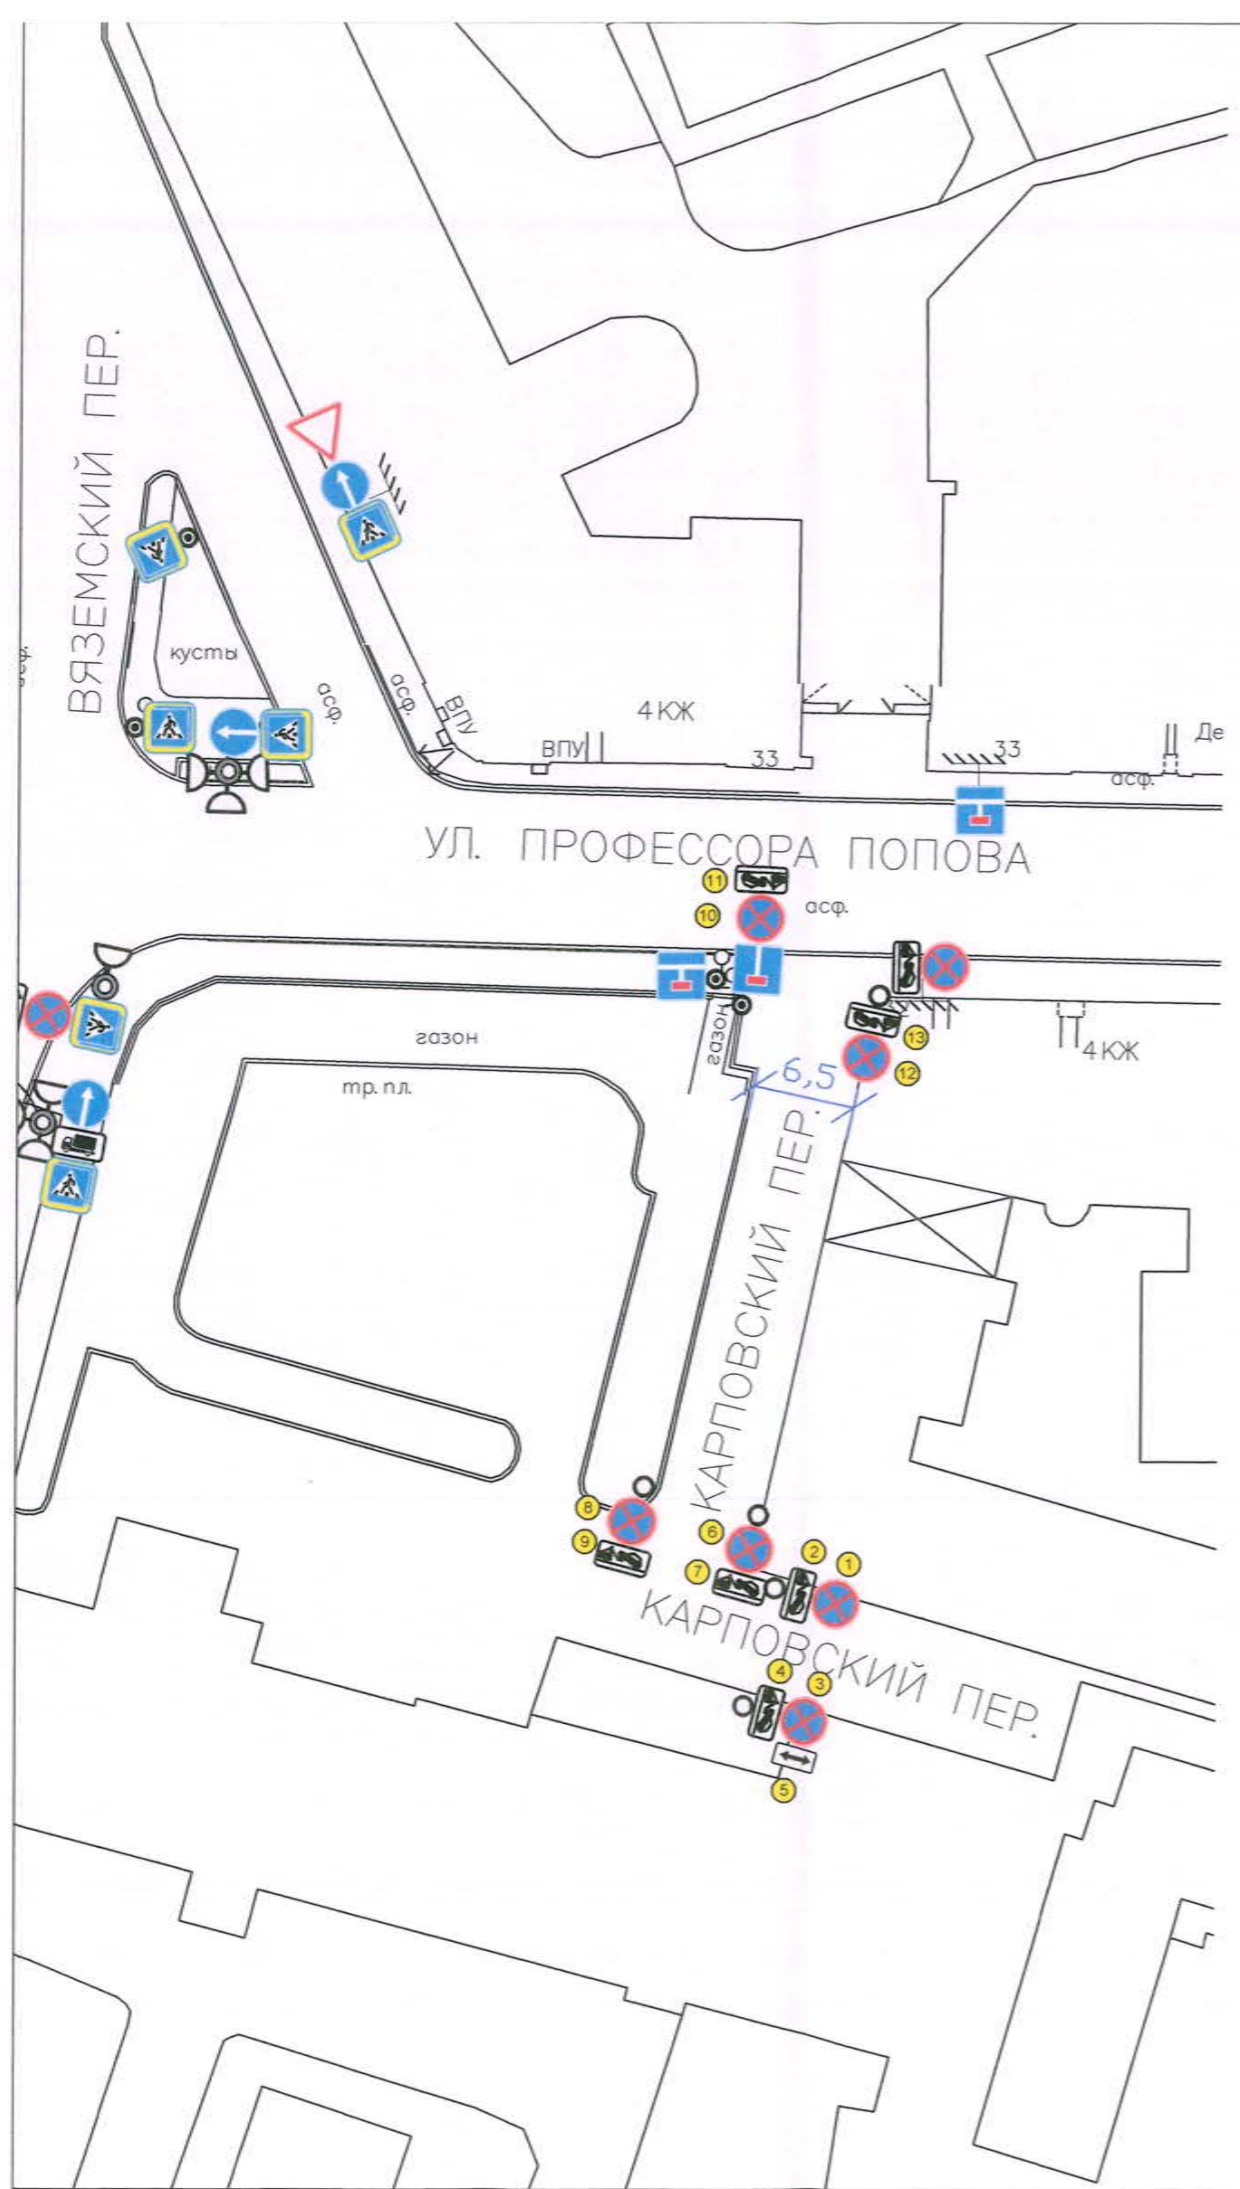 ВЯЗЕМСКИЙ ПЕР.
асф.
кусты
асф.
асф.
ВПУ
ВПУ
4КЖ
33
33
Де
асф.
УЛ. ПРОФЕССОРА ПОПОВА
11
10
асф.
газон
газон
тр. пл.
4КЖ
13
12
6,5
КАРПОВСКИЙ ПЕР.
8
9
6
7
2
1
КАРПОВСКИЙ ПЕР.
4
3
5